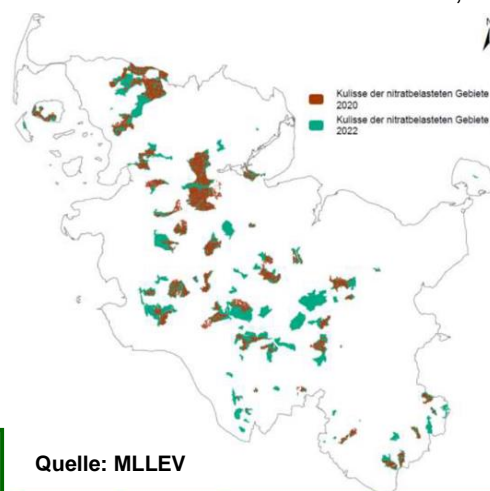 N
Kulisse der nitratbelasteten Gebiete
2020
Kulisse der nitratbelasteten Gebiete
2022
Quelle: MLLEV